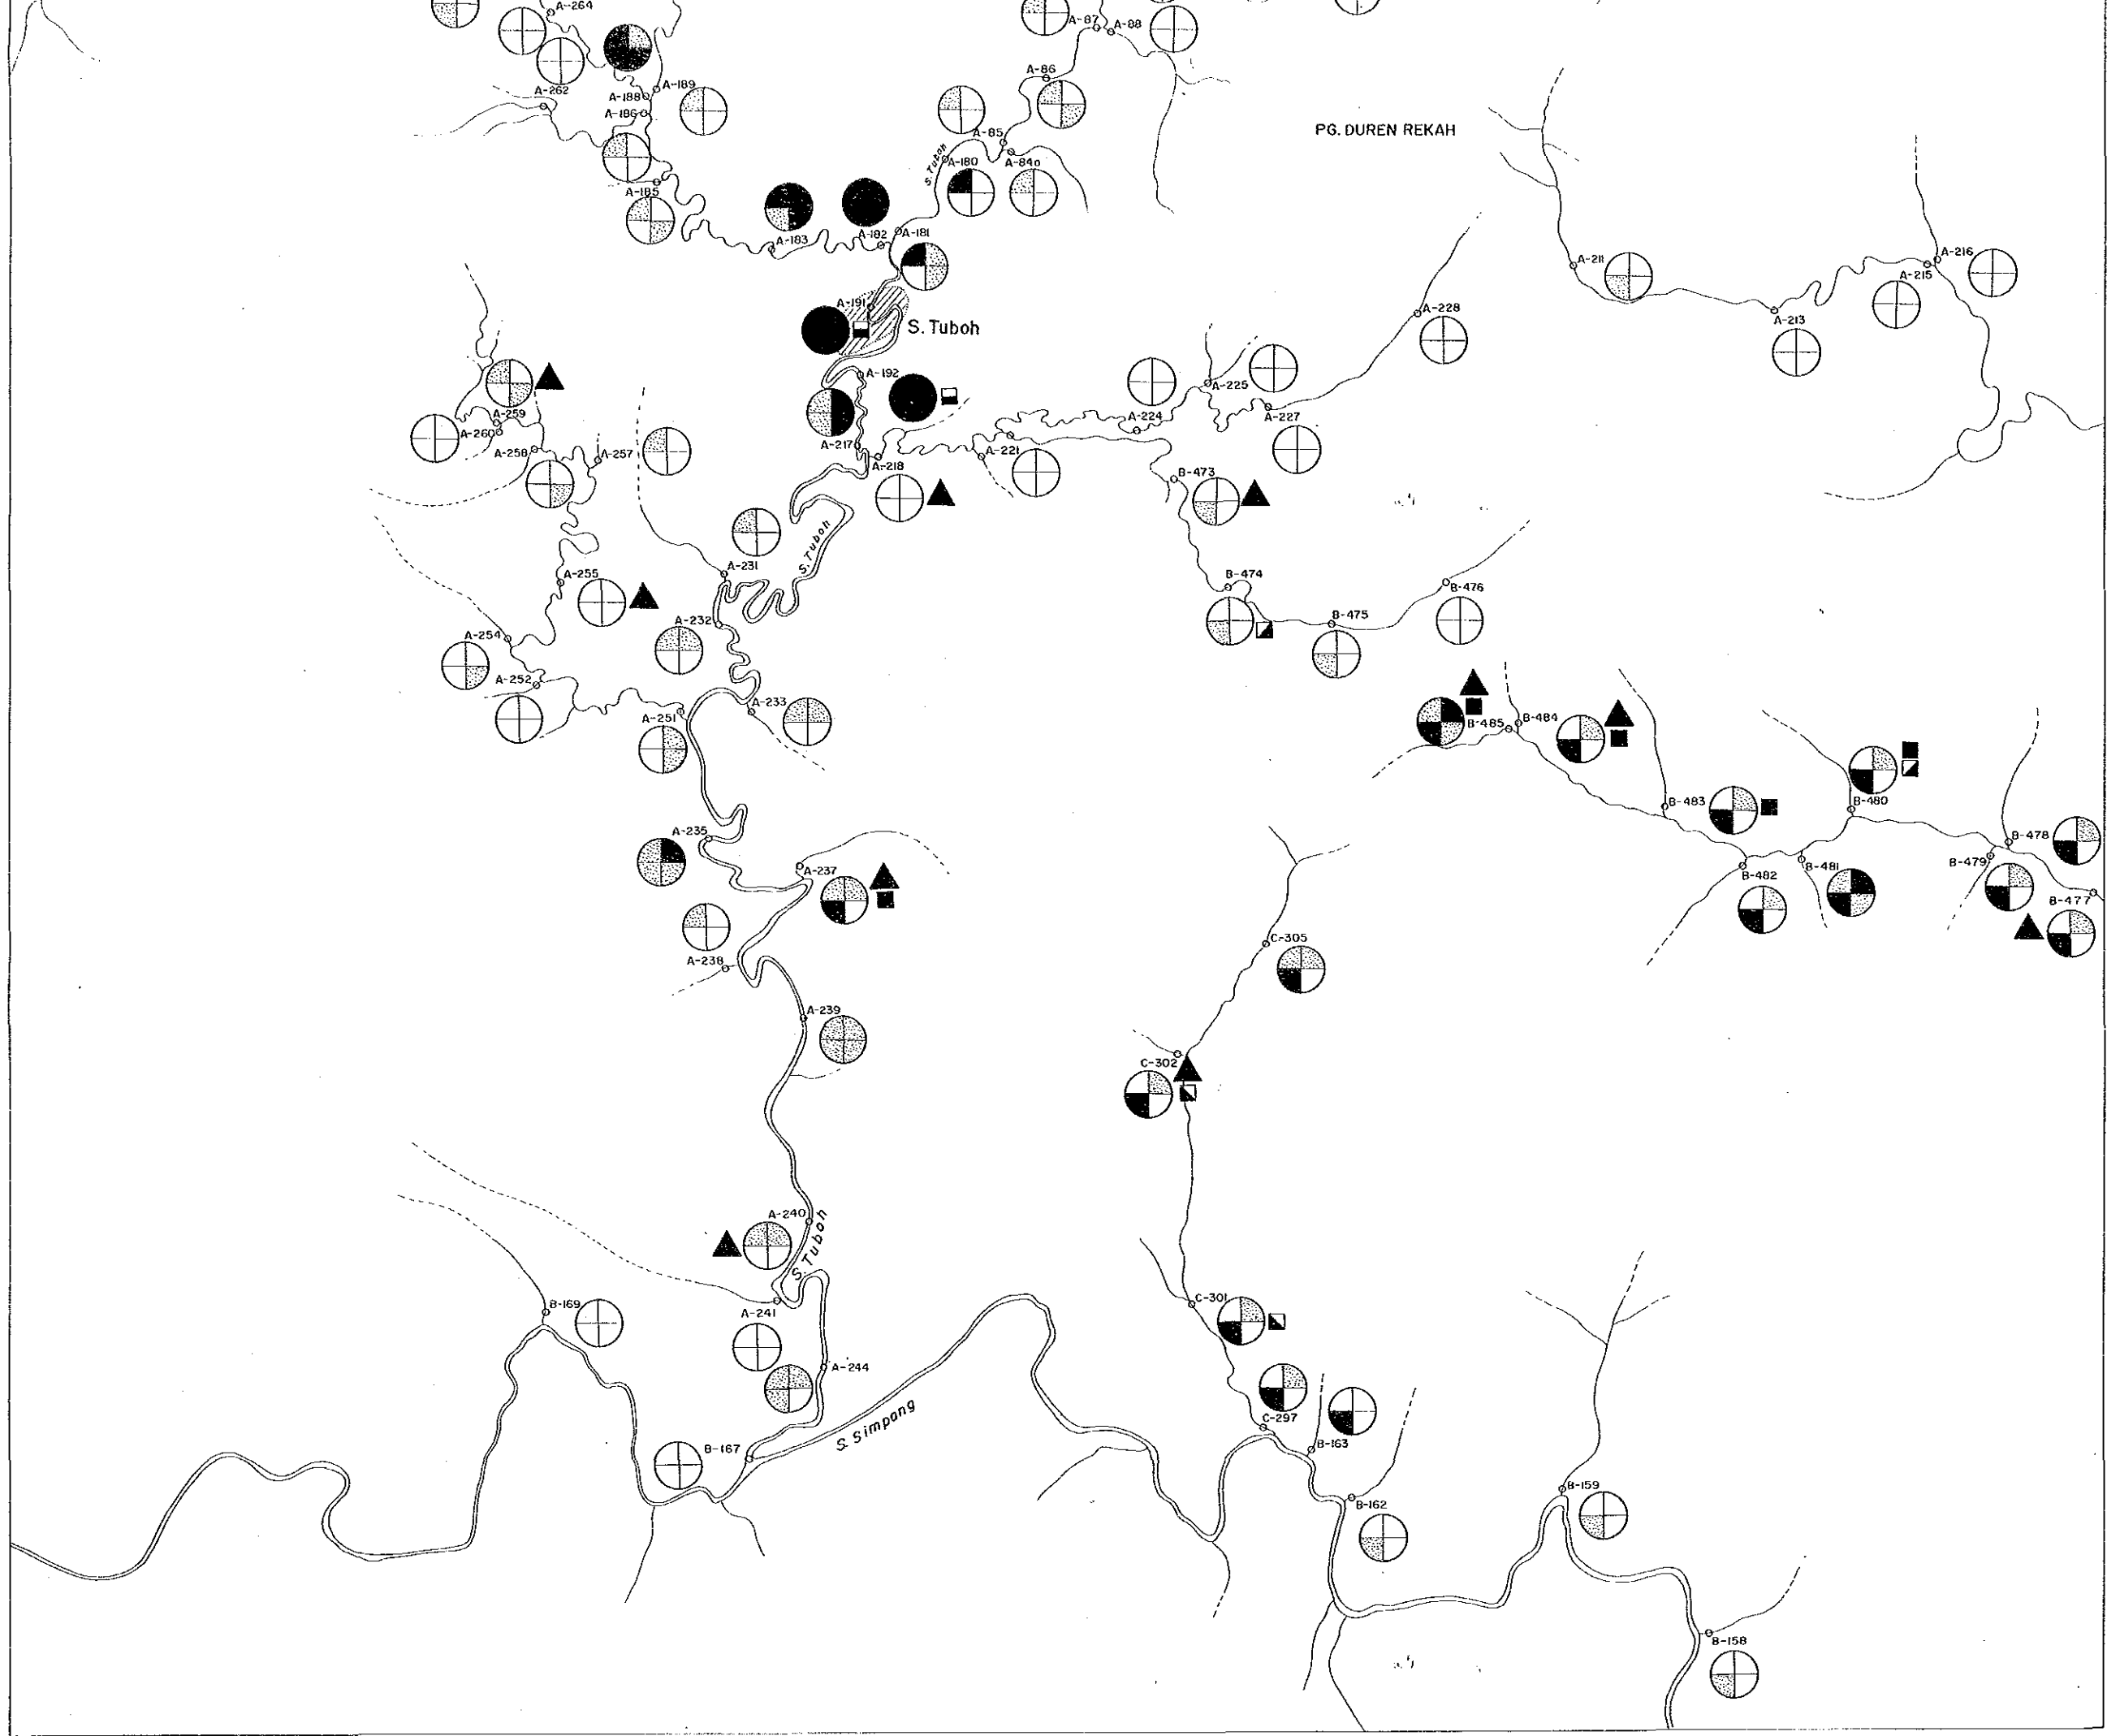 A-264
A-87
A-88
A-86
A-262
A-189
A-188
A-186
PG. DUREN REKAH
A-85
S. Tuboh
A-180
A-84a
A-185
A-181
A-183
A-182
A-216
A-211
A-215
A-191
S. Tuboh
A-228
A-213
A-192
A-225
A-259
A-224
A-227
A-260
A-217
A-258
A-257
A-218
A-221
B-473
S. Tuboh
A-231
A-255
B-474
B-476
A-232
B-475
A-254
A-252
A-251
A-233
B-485
B-484
B-483
B-480
A-235
B-478
B-479
A-237
B-482
B-481
B-477
C-305
A-238
A-239
C-302
A-240
S. Tuboh
B-169
A-241
C-301
A-244
S. Simpang
C-297
B-167
B-163
B-159
B-162
B-158